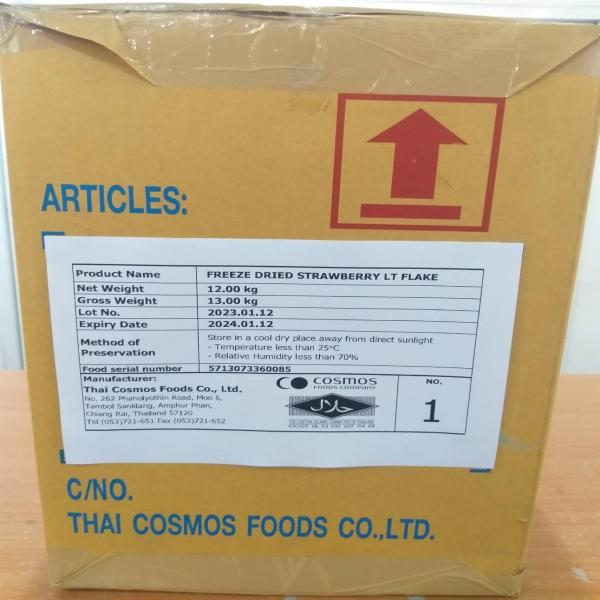 ARTICLES:
Product Name FREEZE DRIED STRAWBERRY LT FLAKE
Net Weight 12.00 kg
Gross Weight 13.00 kg
Lot No. 2023.01.12
Expiry Date 2024.01.12
Method of Preservation
Store in a cool dry place away from direct sunlight
- Temperature less than 25°C
- Relative Humidity less than 70%
Food serial number 5713073360085
Manufacturer:
Thai Cosmos Foods Co., Ltd.
No. 262 Phaholyothin Road, Moo 6,
Tambol Sanklang, Amphur Phan,
Chiang Rai, Thailand 57120
Tel (053)721-651 Fax (053)721-652
COSMOS
FOODS COMPANY
حلال
NO.
1
C/NO.
THAI COSMOS FOODS CO.,LTD.